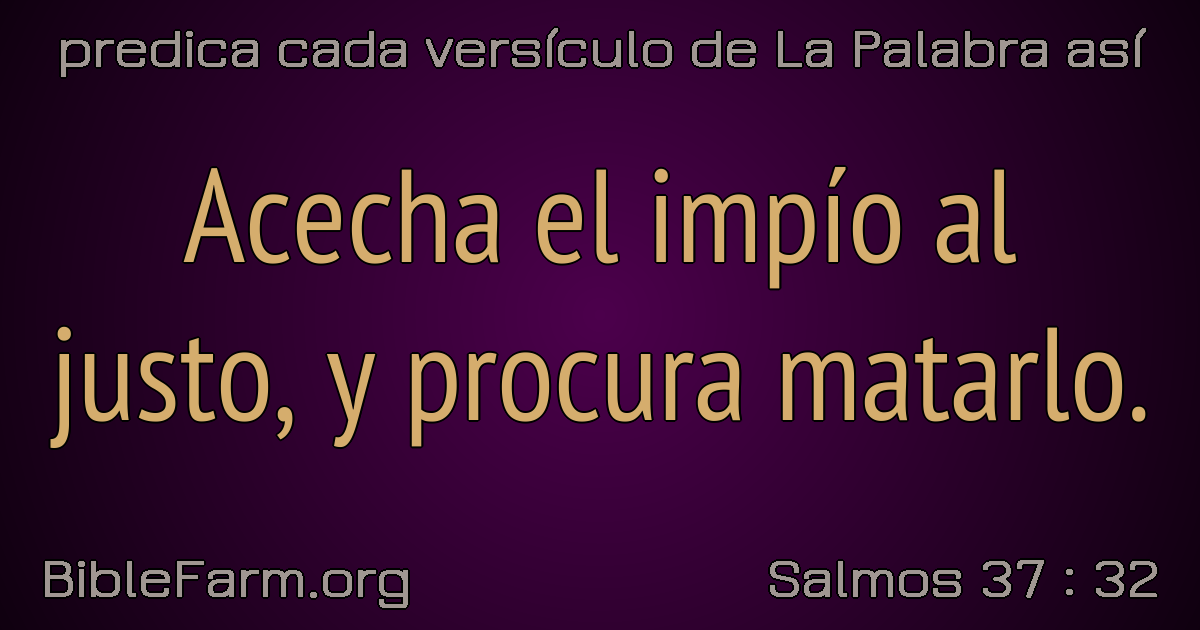 predica cada versículo de La Palabra así
Acecha el impío al
justo, y procura matarlo.
BibleFarm.org
Salmos 37 : 32